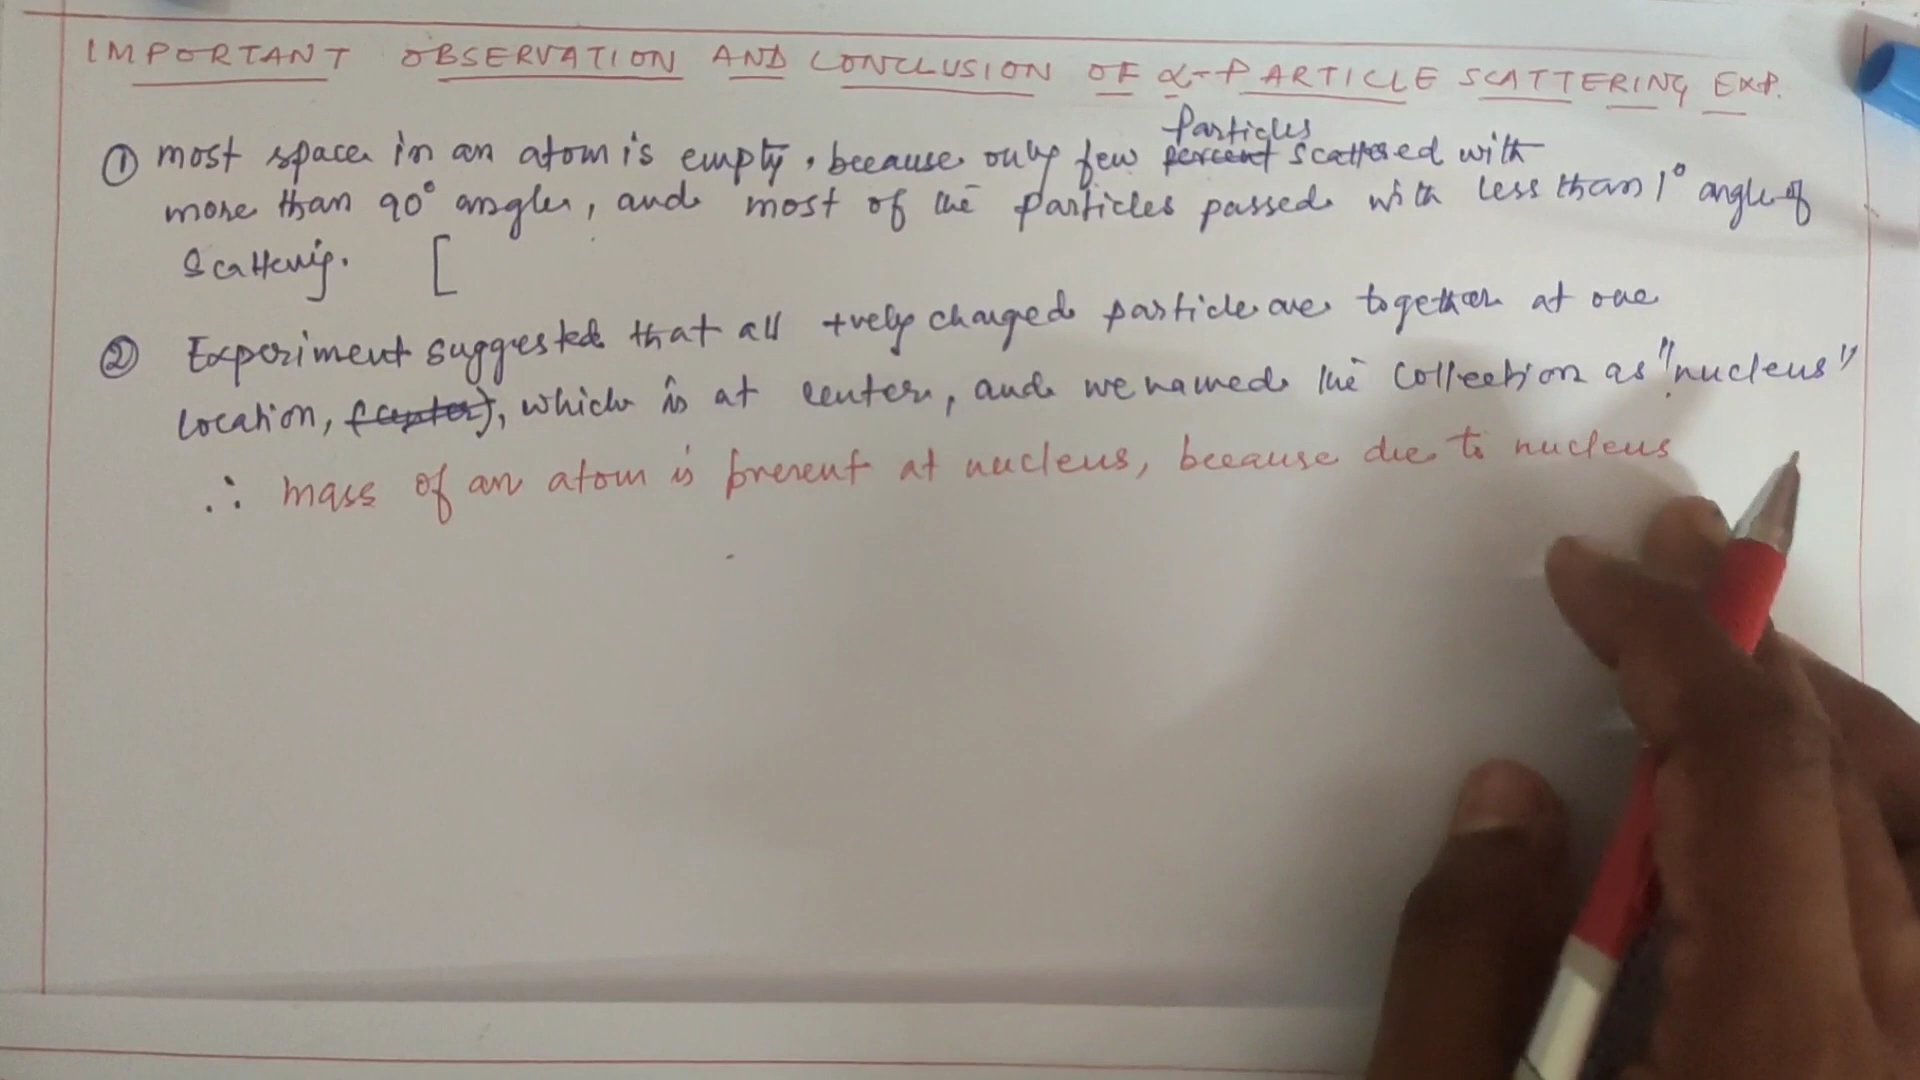 IMPORTANT OBSERVATION AND CONCLUSION OF α-PARTICLE SCATTERING EXP.
① most space in an atom is empty, because only few percent particles scattered with
more than 90° angles, and most of the particles passed with less than 1° angle of
scattering. [
② Experiment suggested that all +vely charged particle are together at one
location, (center), which is at center, and we named the collection as "nucleus"
∴ mass of an atom is present at nucleus, because due to nucleus